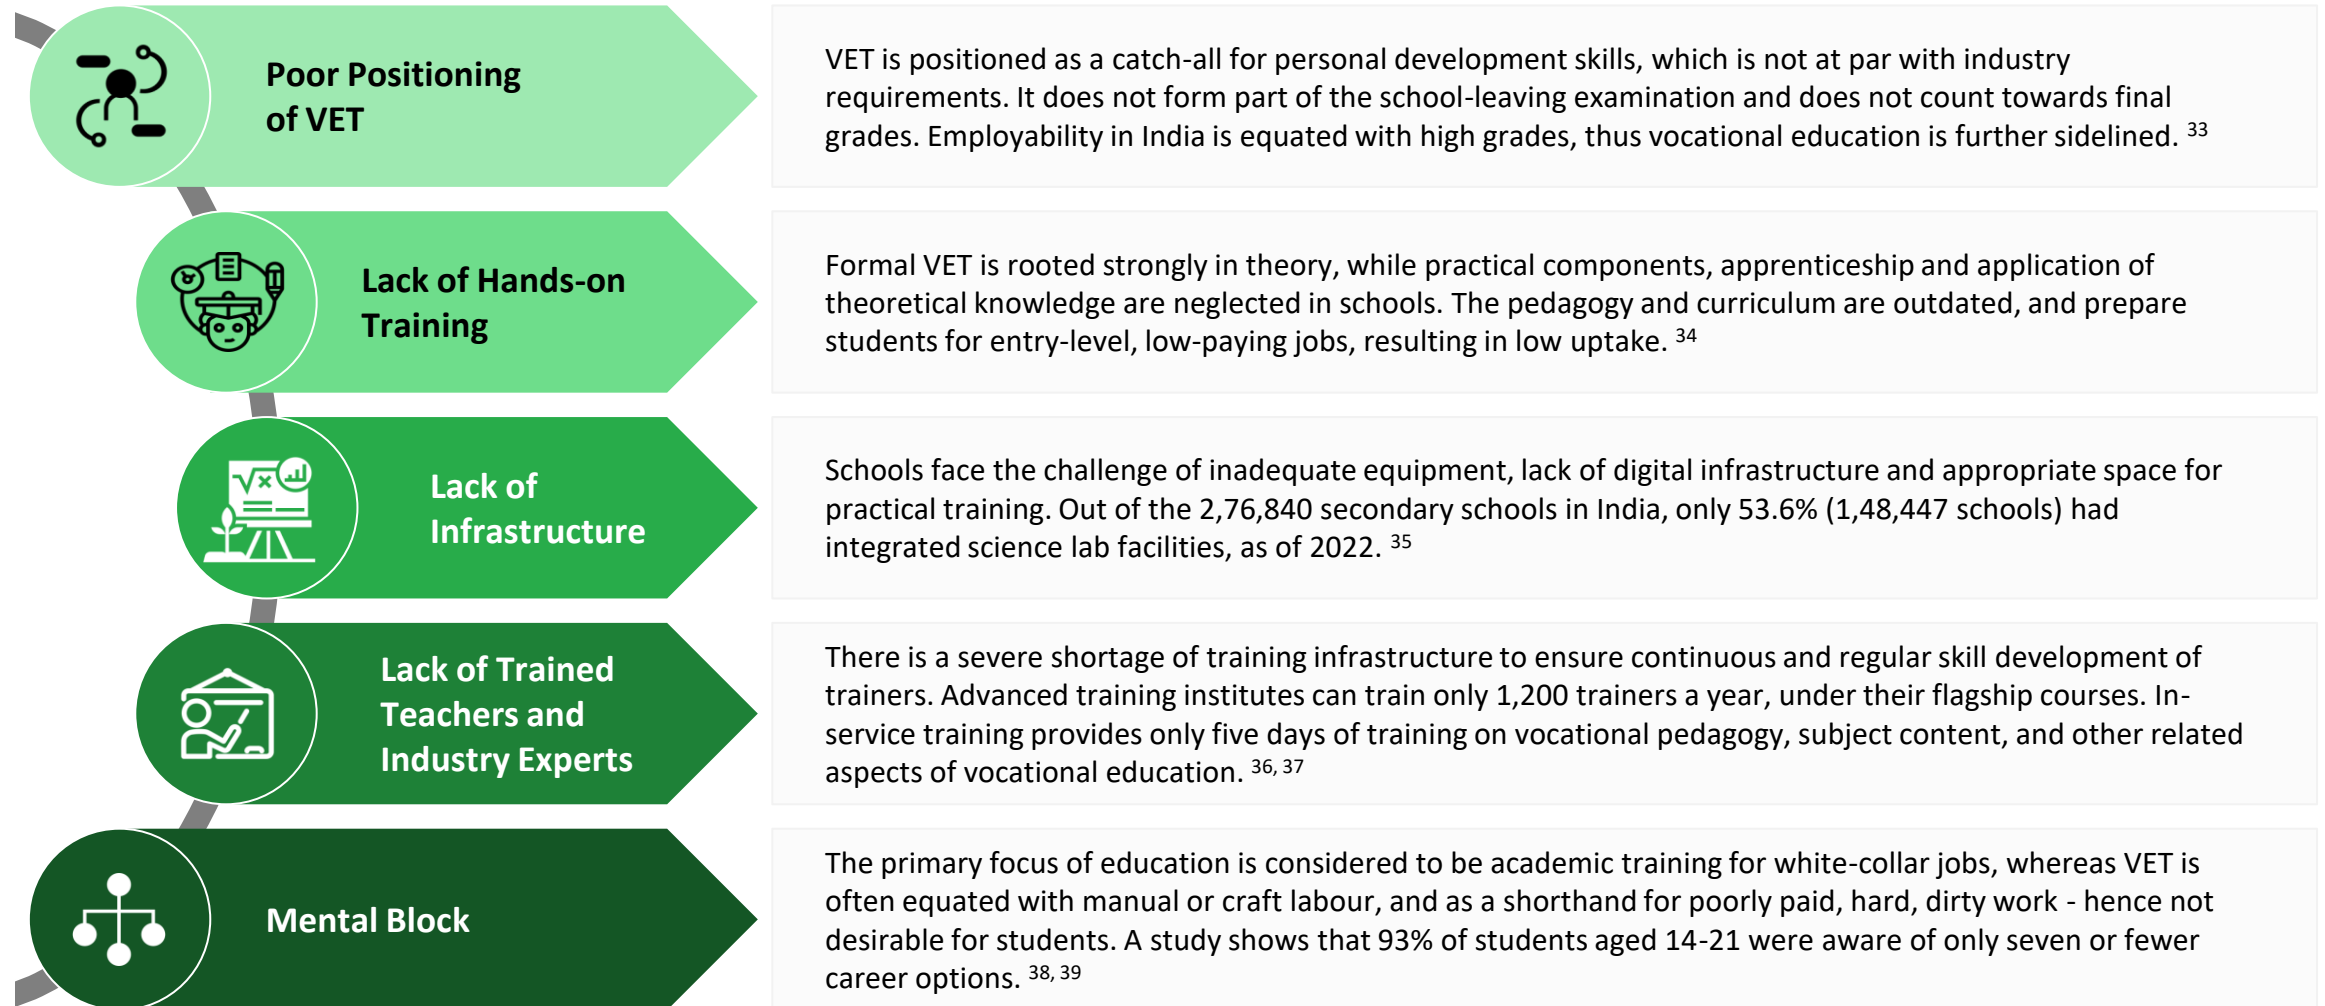 Poor Positioning
of VET
VET is positioned as a catch-all for personal development skills, which is not at par with industry
requirements. It does not form part of the school-leaving examination and does not count towards final
grades. Employability in India is equated with high grades, thus vocational education is further sidelined. 33
Lack of Hands-on
Training
Formal VET is rooted strongly in theory, while practical components, apprenticeship and application of
theoretical knowledge are neglected in schools. The pedagogy and curriculum are outdated, and prepare
students for entry-level, low-paying jobs, resulting in low uptake. 34
√x
Lack of
Infrastructure
Schools face the challenge of inadequate equipment, lack of digital infrastructure and appropriate space for
practical training. Out of the 2,76,840 secondary schools in India, only 53.6% (1,48,447 schools) had
integrated science lab facilities, as of 2022. 35
Lack of Trained
Teachers and
Industry Experts
There is a severe shortage of training infrastructure to ensure continuous and regular skill development of
trainers. Advanced training institutes can train only 1,200 trainers a year, under their flagship courses. In-
service training provides only five days of training on vocational pedagogy, subject content, and other related
aspects of vocational education. 36, 37
Mental Block
The primary focus of education is considered to be academic training for white-collar jobs, whereas VET is
often equated with manual or craft labour, and as a shorthand for poorly paid, hard, dirty work - hence not
desirable for students. A study shows that 93% of students aged 14-21 were aware of only seven or fewer
career options. 38, 39